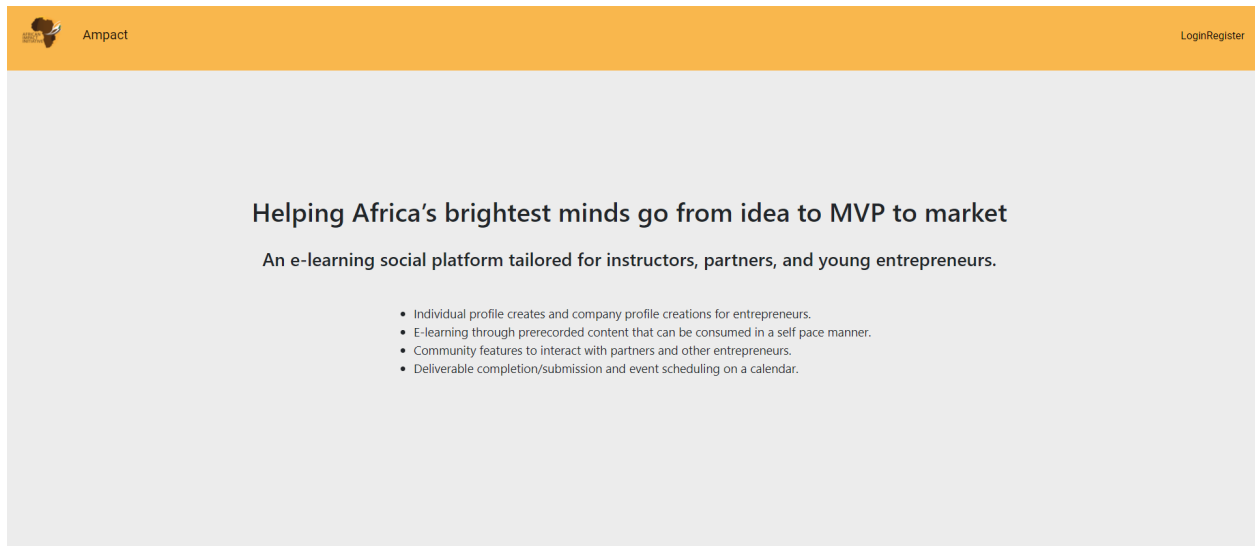 AFRICAN
IMPACT
INITIATIVE
Ampact
LoginRegister
Helping Africa’s brightest minds go from idea to MVP to market
An e-learning social platform tailored for instructors, partners, and young entrepreneurs.
Individual profile creates and company profile creations for entrepreneurs.
E-learning through prerecorded content that can be consumed in a self pace manner.
Community features to interact with partners and other entrepreneurs.
Deliverable completion/submission and event scheduling on a calendar.